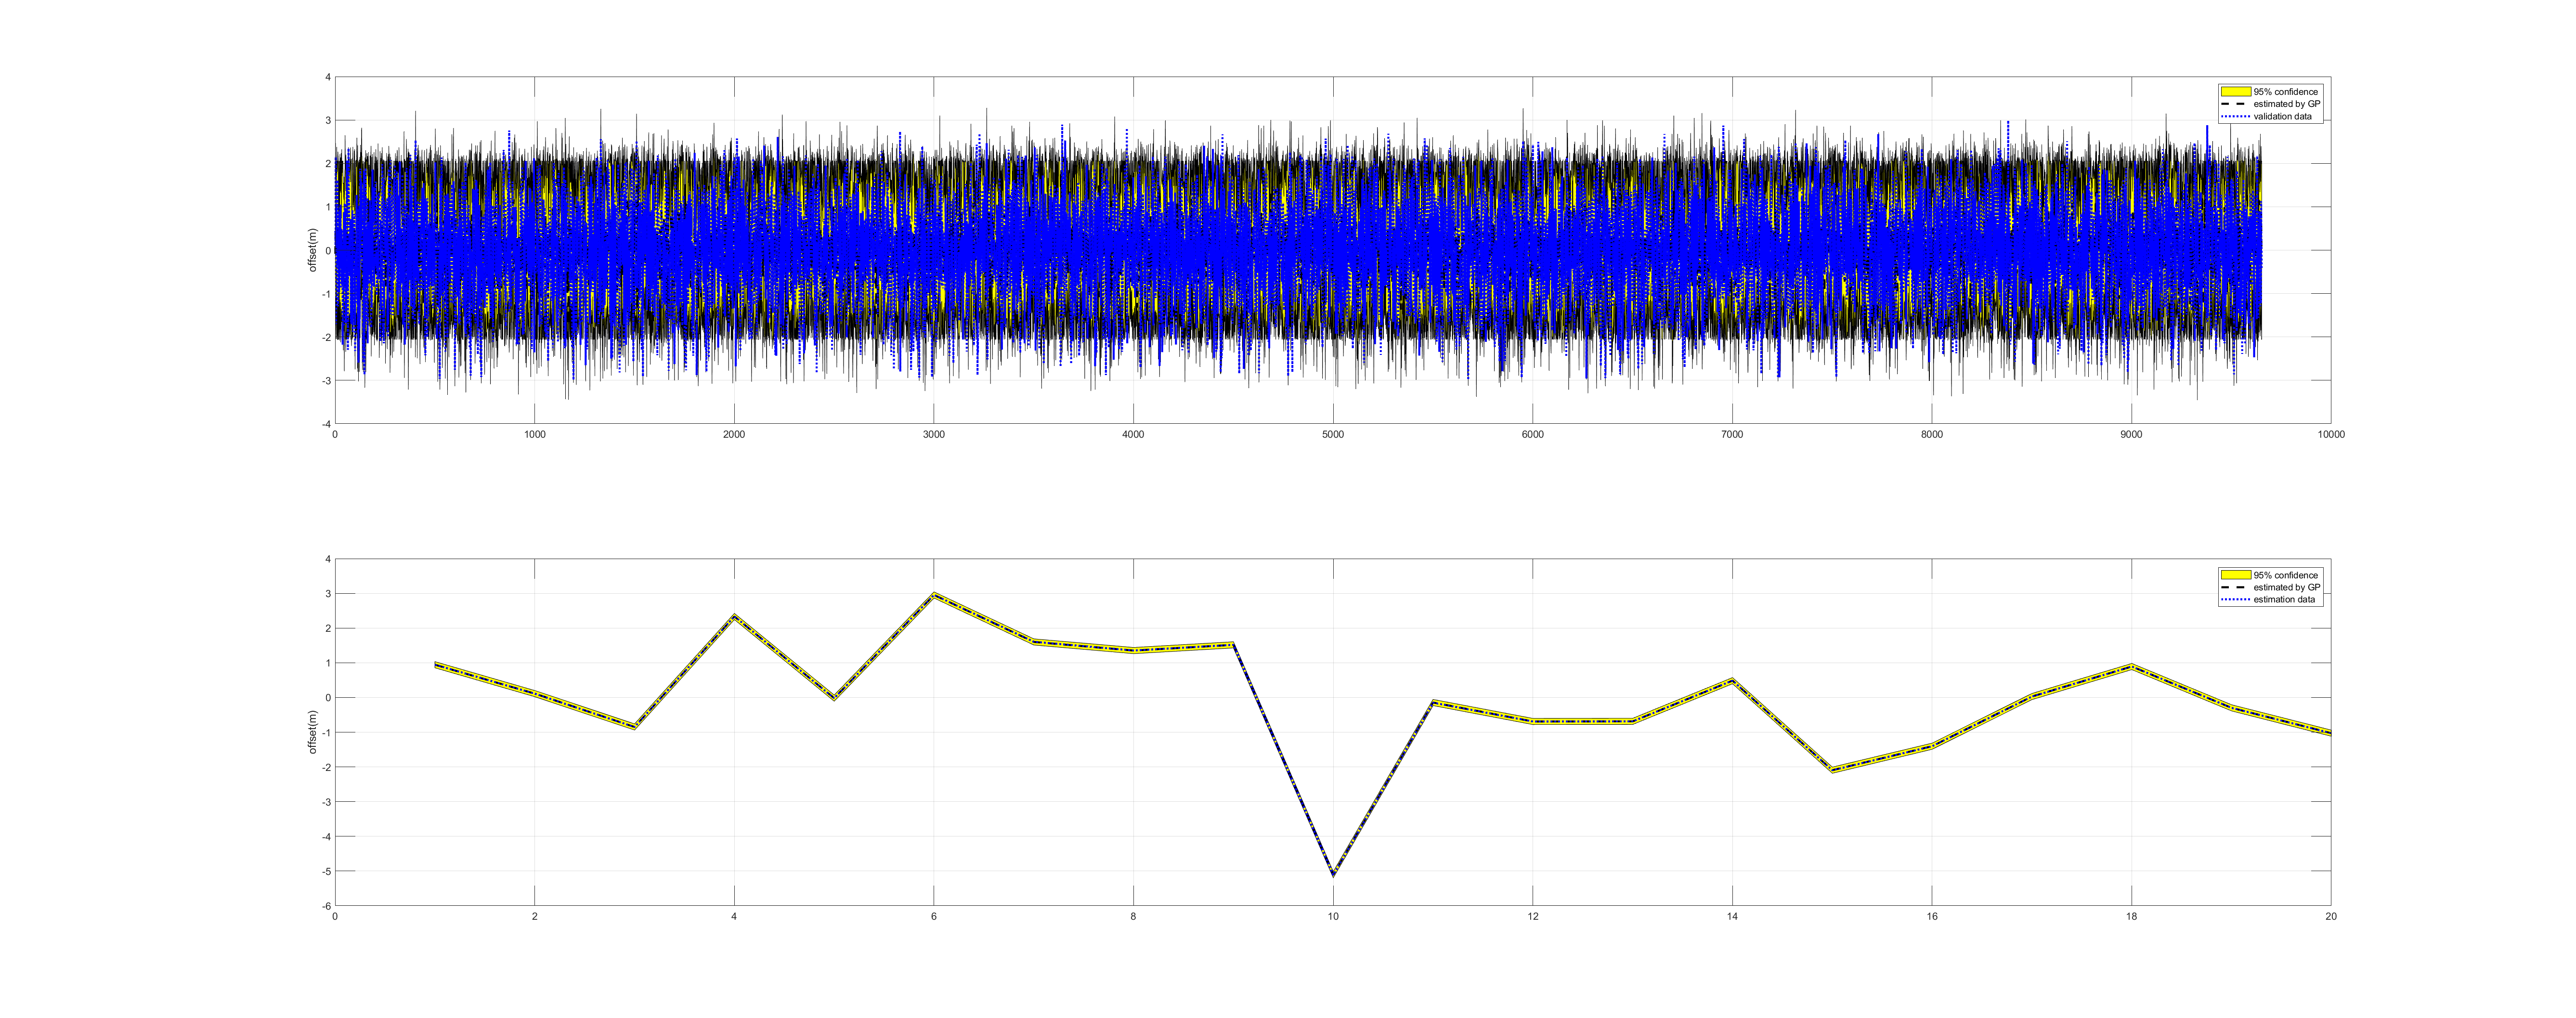 4
3
2
1
0
-1
-2
-3
-4
offset(m)
0 1000 2000 3000 4000 5000 6000 7000 8000 9000 10000
95% confidence
estimated by GP
validation data
4
3
2
1
0
-1
-2
-3
-4
-5
-6
offset(m)
0 2 4 6 8 10 12 14 16 18 20
95% confidence
estimated by GP
estimation data